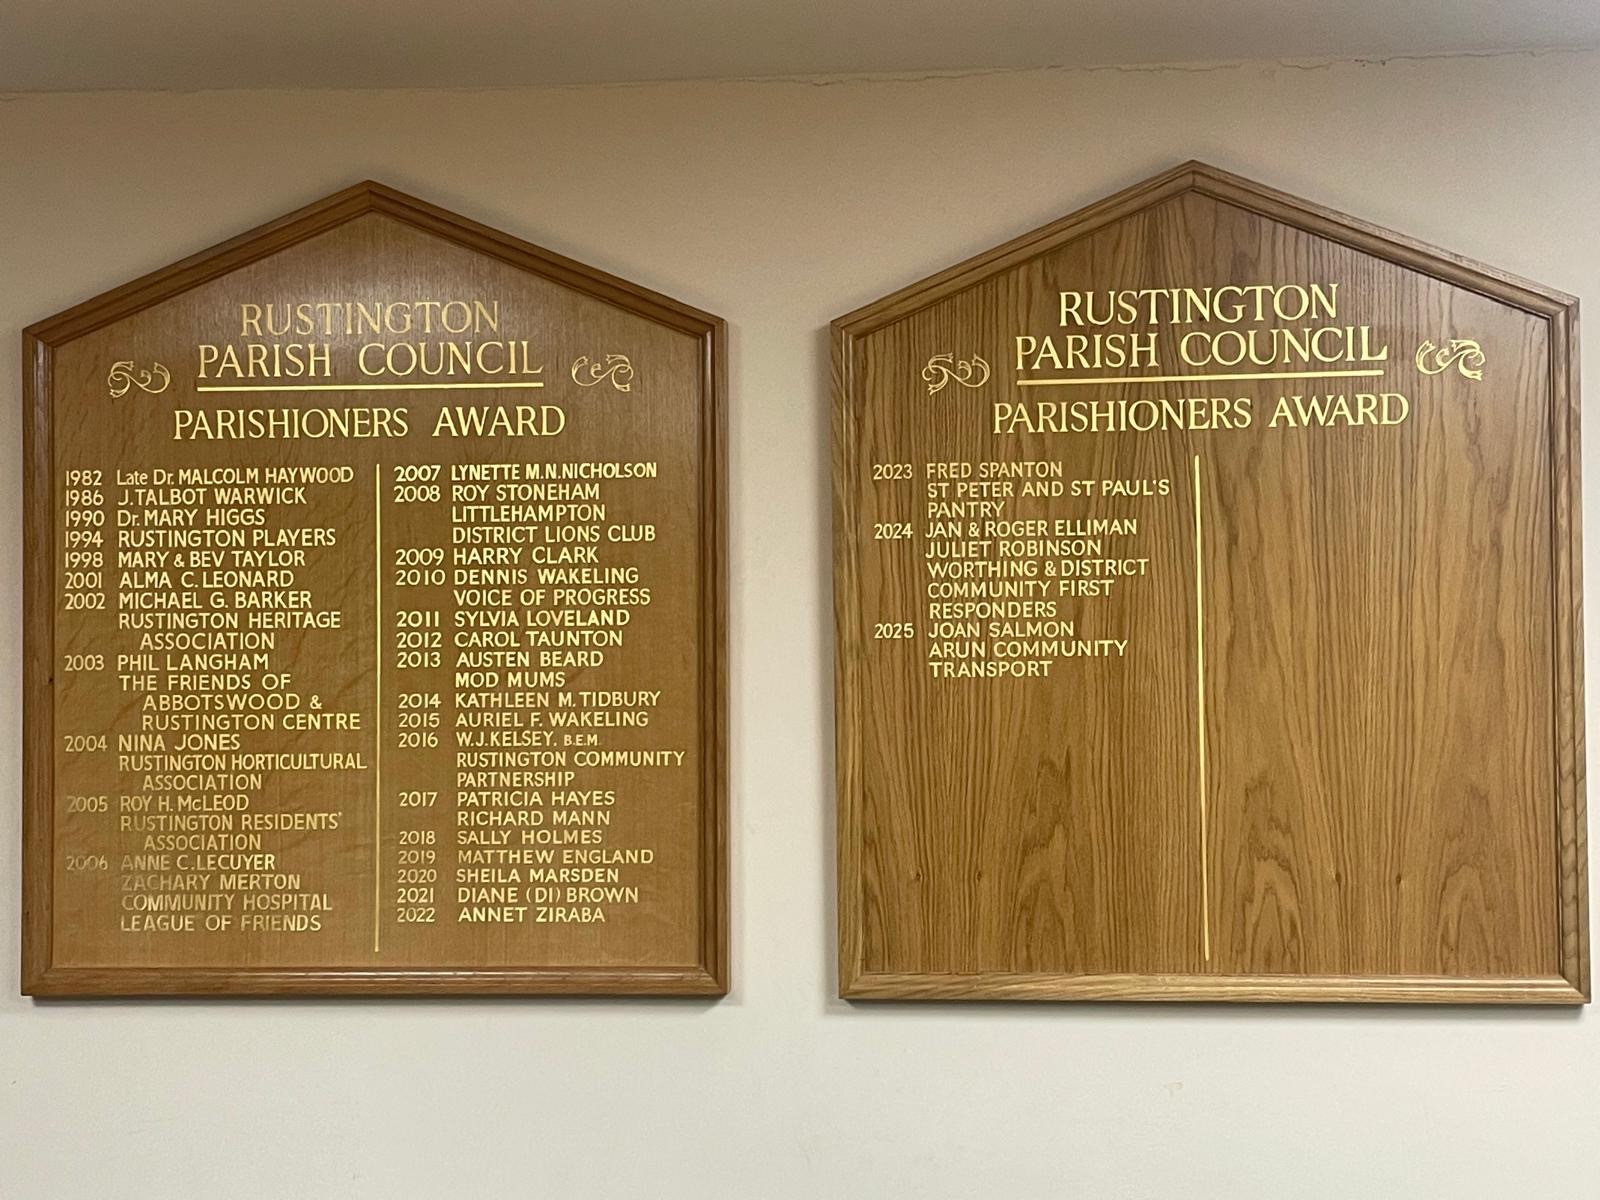 RUSTINGTON
PARISH COUNCIL
PARISHIONERS AWARD
1982 Late Dr. MALCOLM HAYWOOD
1986 J. TALBOT WARWICK
1990 Dr. MARY HIGGS
1994 RUSTINGTON PLAYERS
1998 MARY & BEV TAYLOR
2001 ALMA C. LEONARD
2002 MICHAEL G. BARKER
RUSTINGTON HERITAGE
ASSOCIATION
2003 PHIL LANGHAM
THE FRIENDS OF
ABBOTSWOOD &
RUSTINGTON CENTRE
2004 NINA JONES
RUSTINGTON HORTICULTURAL
ASSOCIATION
2005 ROY H. McLEOD
RUSTINGTON RESIDENTS'
ASSOCIATION
2006 ANNE C. LECUYER
ZACHARY MERTON
COMMUNITY HOSPITAL
LEAGUE OF FRIENDS
2007 LYNETTE M.N. NICHOLSON
2008 ROY STONEHAM
LITTLEHAMPTON
DISTRICT LIONS CLUB
2009 HARRY CLARK
2010 DENNIS WAKELING
VOICE OF PROGRESS
2011 SYLVIA LOVELAND
2012 CAROL TAUNTON
2013 AUSTEN BEARD
MOD MUMS
2014 KATHLEEN M. TIDBURY
2015 AURIEL F. WAKELING
2016 W.J. KELSEY, B.E.M.
RUSTINGTON COMMUNITY
PARTNERSHIP
2017 PATRICIA HAYES
RICHARD MANN
2018 SALLY HOLMES
2019 MATTHEW ENGLAND
2020 SHEILA MARSDEN
2021 DIANE (DI) BROWN
2022 ANNET ZIRABA
RUSTINGTON
PARISH COUNCIL
PARISHIONERS AWARD
2023 FRED SPANTON
ST PETER AND ST PAUL'S
PANTRY
2024 JAN & ROGER ELLIMAN
JULIET ROBINSON
WORTHING & DISTRICT
COMMUNITY FIRST
RESPONDERS
2025 JOAN SALMON
ARUN COMMUNITY
TRANSPORT